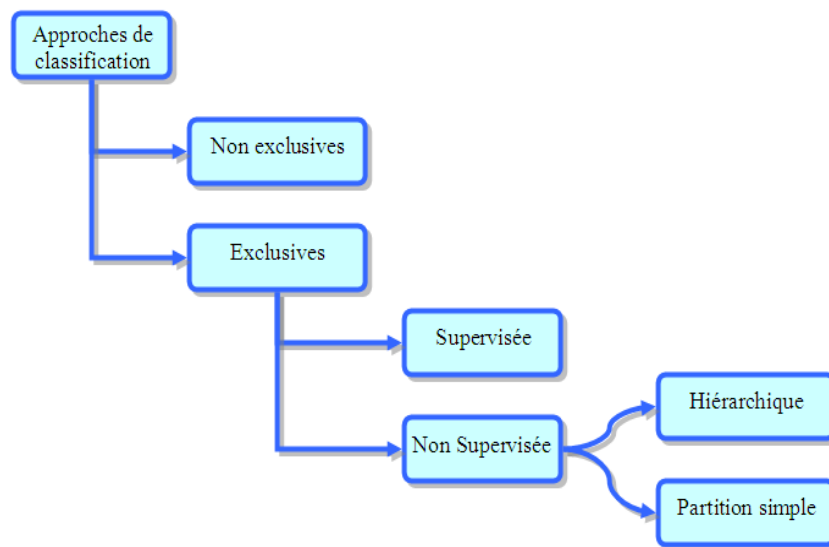 Approches de
classification
Non exclusives
Exclusives
Supervisée
Non Supervisée
Hiérarchique
Partition simple